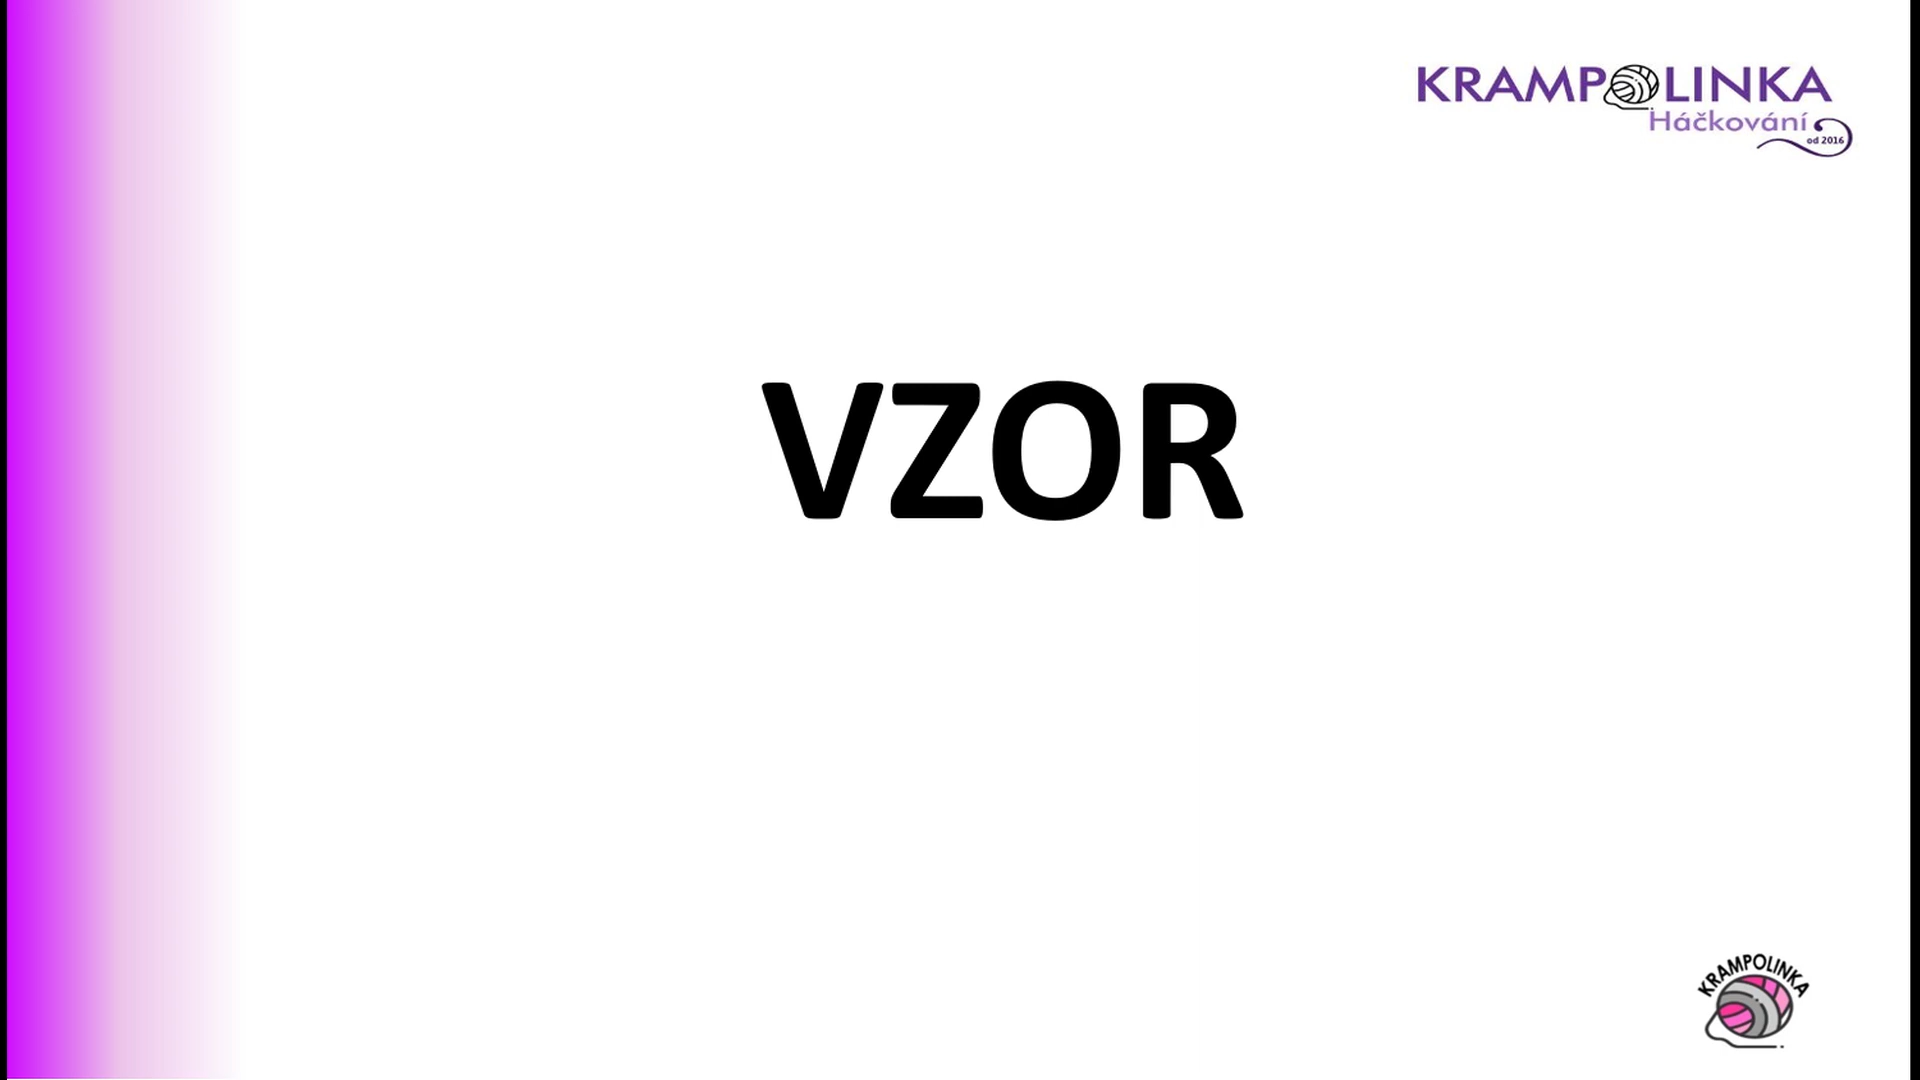 KRAMPOLINKA
Háčkování
od 2016
VZOR
KRAMPOLINKA